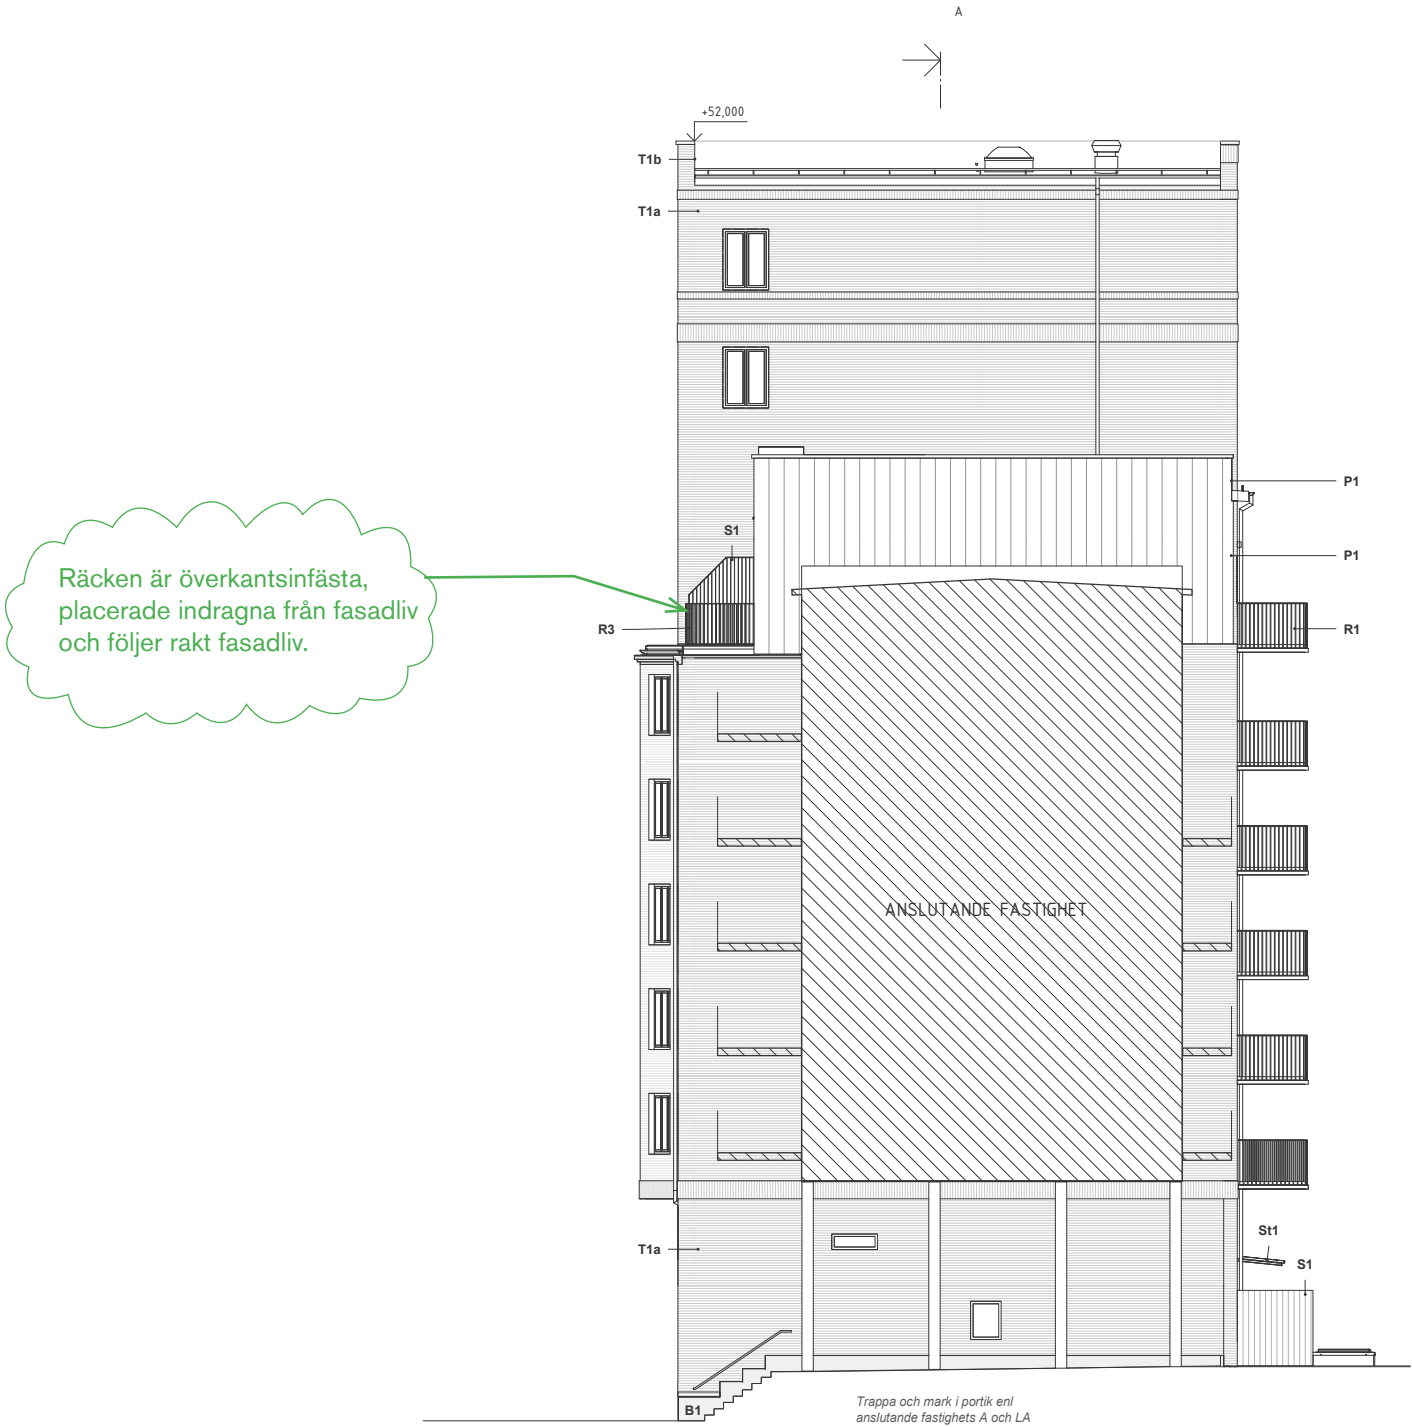 A
+52,000
T1b
T1a
P1
S1
P1
Räcken är överkantsinfästa,
placerade indragna från fasadliv
och följer rakt fasadliv.
R3
R1
ANSLUTANDE FASTIGHET
St1
T1a
S1
B1
Trappa och mark i portik enl
anslutande fastighets A och LA